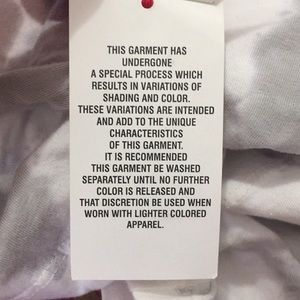 THIS GARMENT HAS
UNDERGONE
A SPECIAL PROCESS WHICH
RESULTS IN VARIATIONS OF
SHADING AND COLOR.
THESE VARIATIONS ARE INTENDED
AND ADD TO THE UNIQUE
CHARACTERISTICS
OF THIS GARMENT.
IT IS RECOMMENDED
THIS GARMENT BE WASHED
SEPARATELY UNTIL NO FURTHER
COLOR IS RELEASED AND
THAT DISCRETION BE USED WHEN
WORN WITH LIGHTER COLORED
APPAREL.